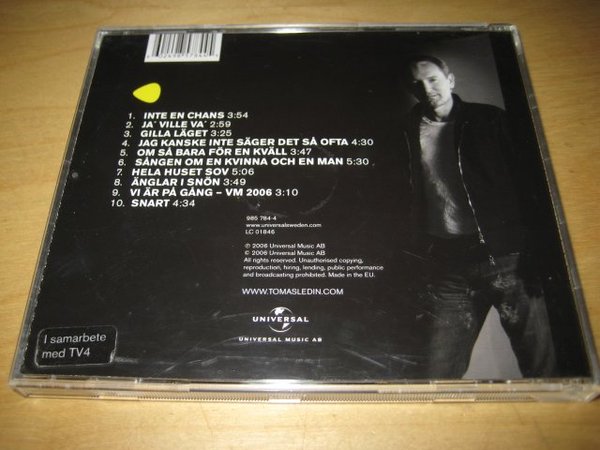 1. INTE EN CHANS 3:54
2. JA´ VILLE VA´ 2:59
3. GILLA LÄGET 3:25
4. JAG KANSKE INTE SÄGER DET SÅ OFTA 4:30
5. OM SÅ BARA FÖR EN KVÄLL 3:47
6. SÅNGEN OM EN KVINNA OCH EN MAN 5:30
7. HELA HUSET SOV 5:06
8. ÄNGLAR I SNÖN 3:49
9. VI ÄR PÅ GÅNG – VM 2006 3:10
10. SNART 4:34
985 784-4
www.universalsweden.com
LC 01846
℗ 2006 Universal Music AB
© 2006 Universal Music AB
All rights reserved. Unauthorised copying,
reproduction, hiring, lending, public performance
and broadcasting prohibited. Made in the EU.
WWW.TOMASLEDIN.COM
UNIVERSAL
UNIVERSAL MUSIC AB
I samarbete
med TV4